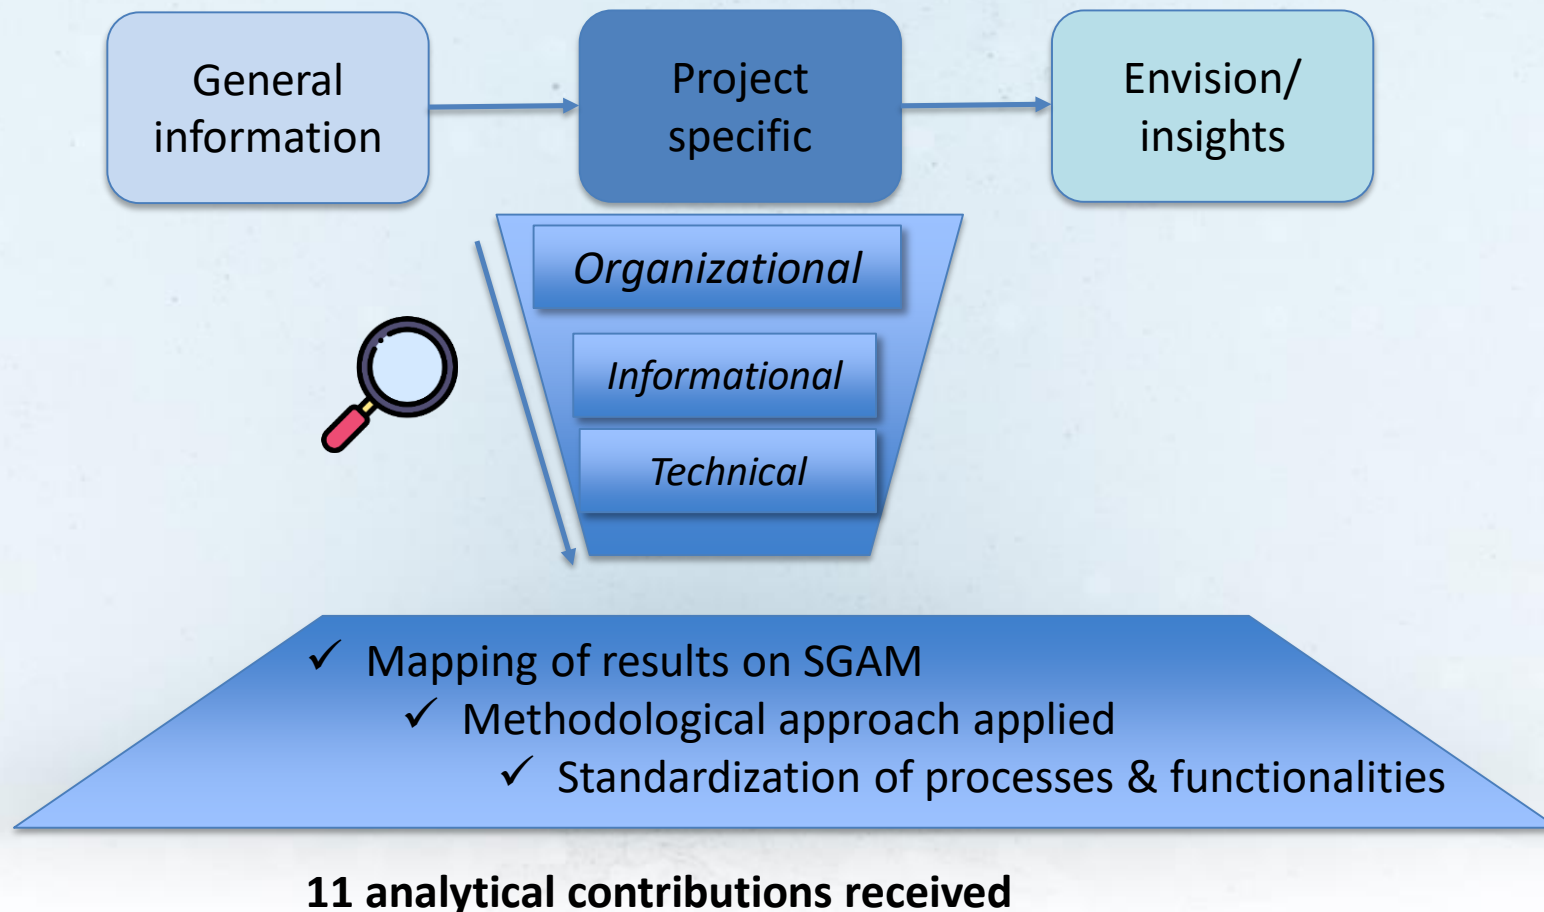 General
information
Project
specific
Envision/
insights
Organizational
Informational
Technical
✓ Mapping of results on SGAM
✓ Methodological approach applied
✓ Standardization of processes & functionalities
11 analytical contributions received